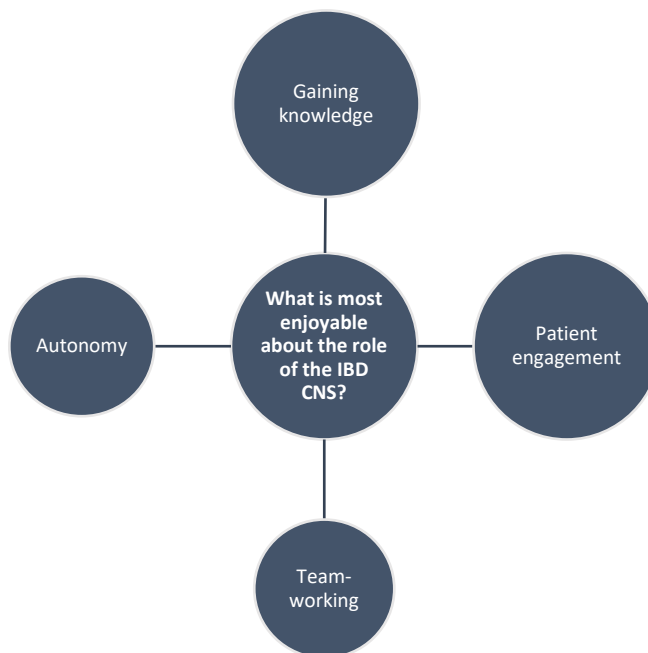 Gaining
knowledge
What is most
enjoyable
about the role
of the IBD
CNS?
Autonomy
Patient
engagement
Team-
working